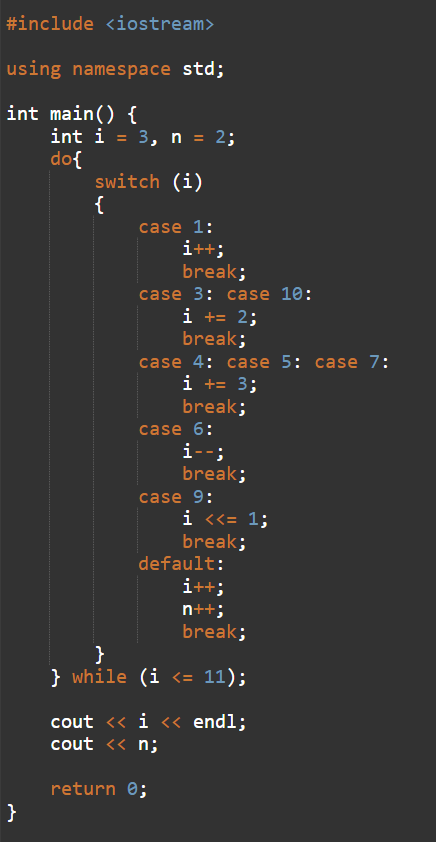 #include <iostream>
using namespace std;
int main() {
    int i = 3, n = 2;
    do{
        switch (i)
        {
            case 1:
                i++;
                break;
            case 3: case 10:
                i += 2;
                break;
            case 4: case 5: case 7:
                i += 3;
                break;
            case 6:
                i--;
                break;
            case 9:
                i <<= 1;
                break;
            default:
                i++;
                n++;
                break;
        }
    } while (i <= 11);
    cout << i << endl;
    cout << n;
    return 0;
}